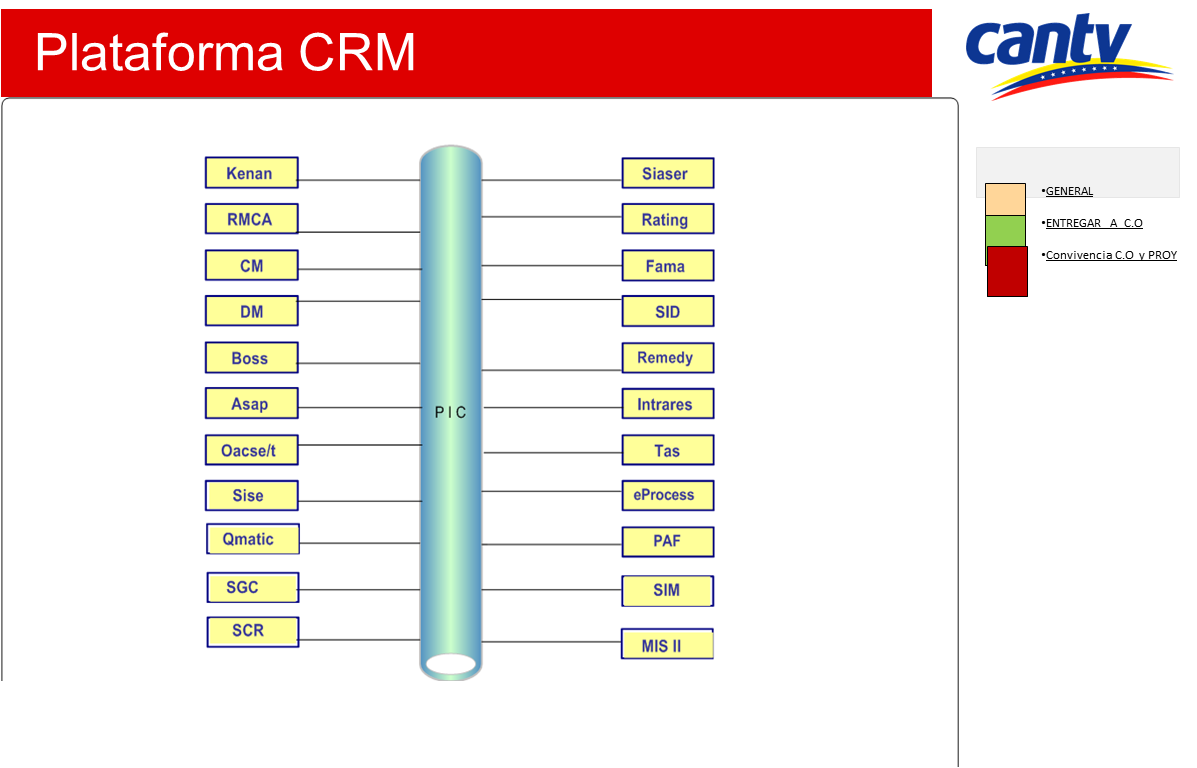 Plataforma CRM
cantv
Kenan
Siaser
RMCA
Rating
CM
Fama
DM
SID
Boss
Remedy
Asap
Intrares
PIC
Oacse/t
Tas
Sise
eProcess
Qmatic
PAF
SGC
SIM
SCR
MIS II
•GENERAL
•ENTREGAR A C.O
•Convivencia C.O y PROY